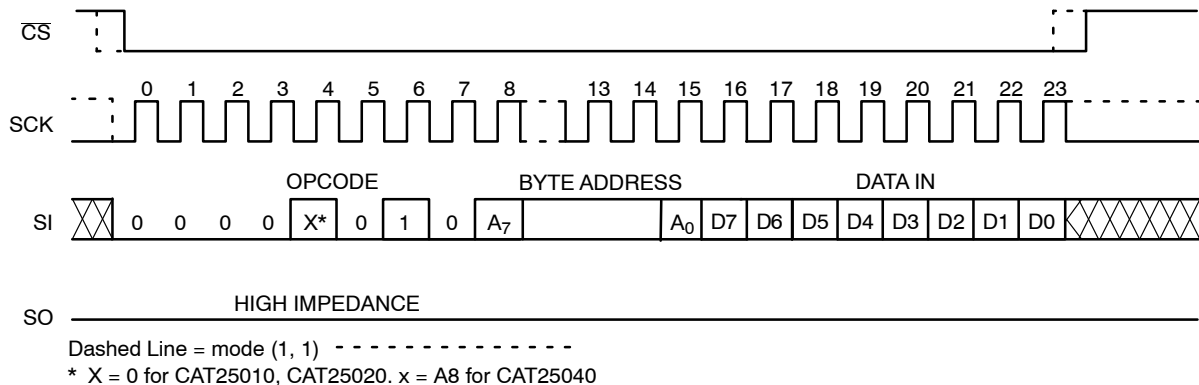 CS
0 1 2 3 4 5 6 7 8 13 14 15 16 17 18 19 20 21 22 23
SCK
OPCODE BYTE ADDRESS DATA IN
SI 0 0 0 0 X* 0 1 0 A7 A0 D7 D6 D5 D4 D3 D2 D1 D0
HIGH IMPEDANCE
SO
Dashed Line = mode (1, 1)
* X = 0 for CAT25010, CAT25020. x = A8 for CAT25040